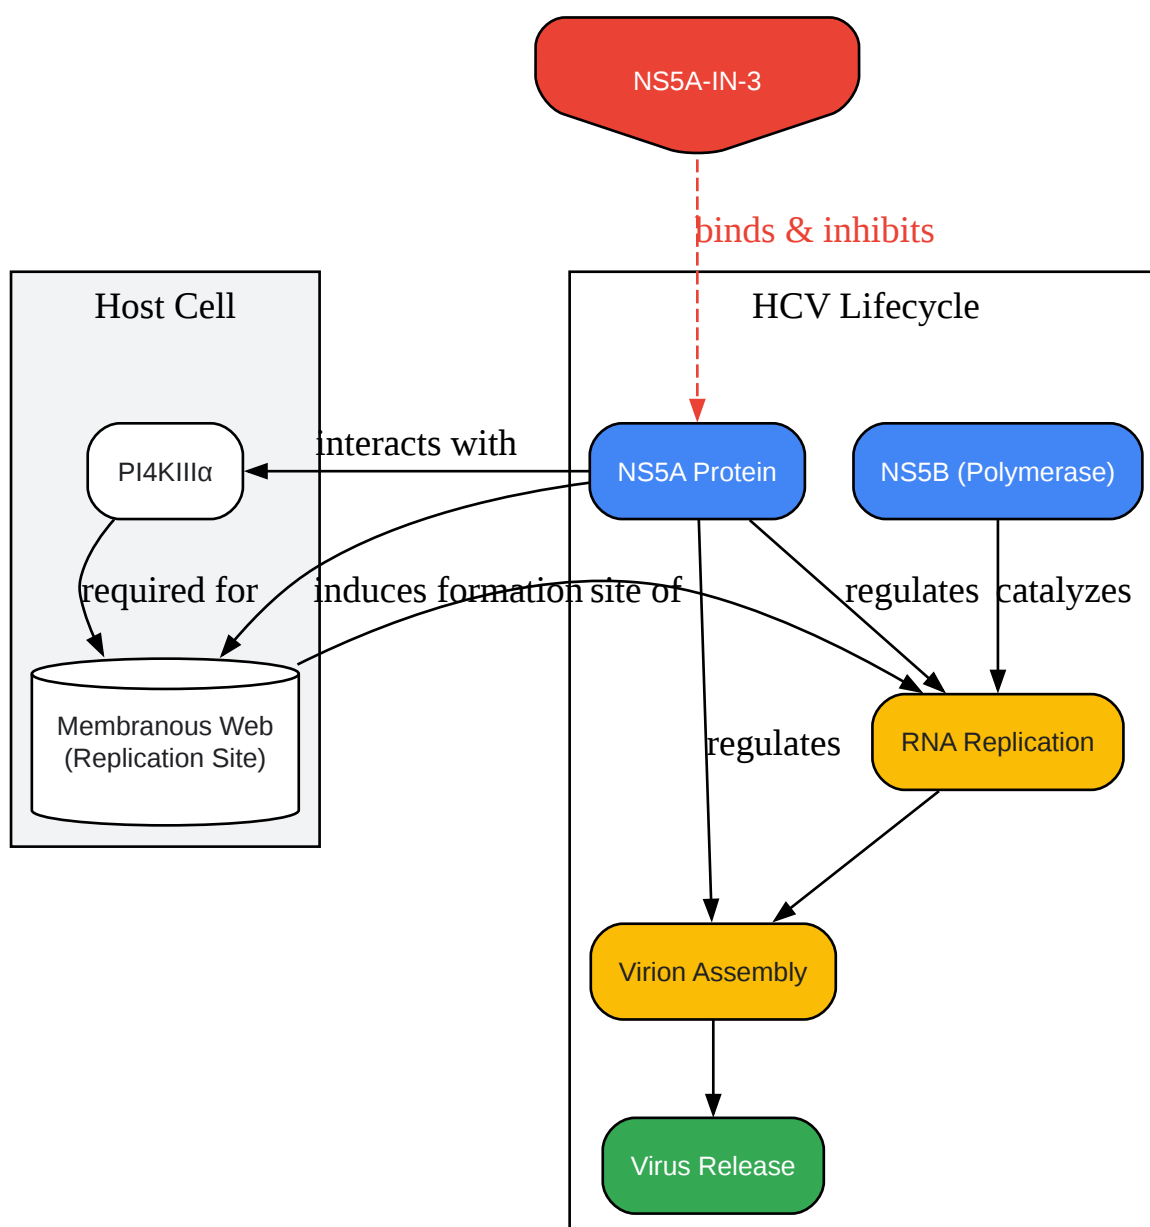 NS5A-IN-3
binds & inhibits
Host Cell
HCV Lifecycle
interacts with
PI4KIIIα
NS5A Protein
NS5B (Polymerase)
required for
induces formation
site of
regulates
catalyzes
Membranous Web
(Replication Site)
RNA Replication
regulates
Virion Assembly
Virus Release